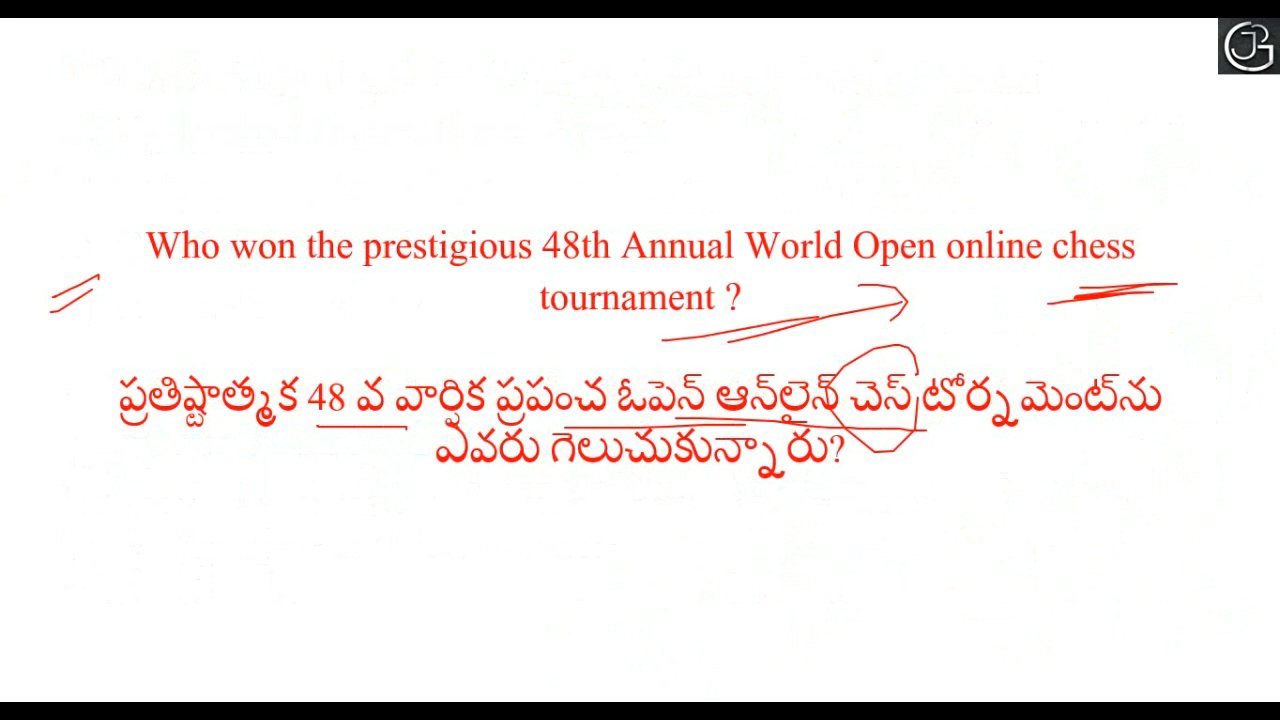 Who won the prestigious 48th Annual World Open online chess
tournament ?
ప్రతిష్టాత్మక 48 వ వార్షిక ప్రపంచ ఓపెన్ ఆన్‌లైన్ చెస్ టోర్నమెంట్‌ను
ఎవరు గెలుచుకున్నారు?